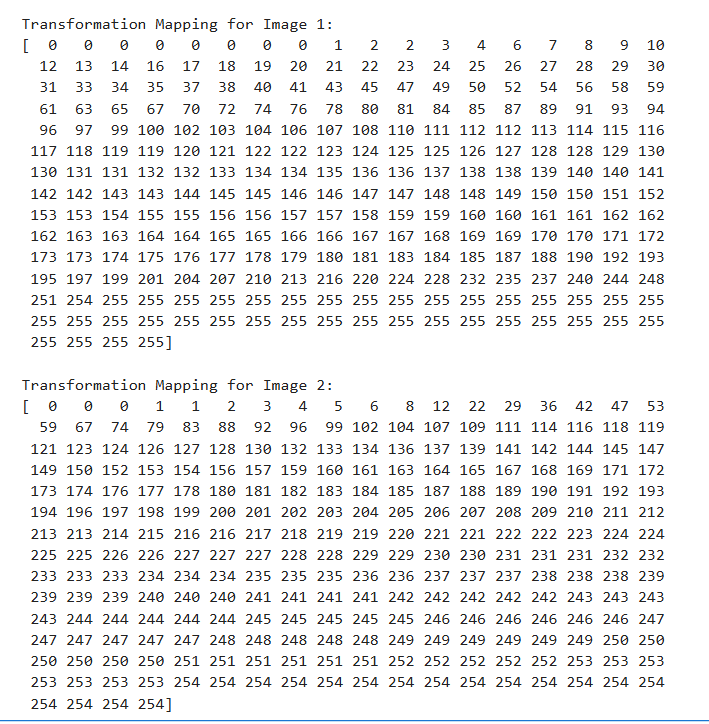 Transformation Mapping for Image 1:
[  0   0   0   0   0   0   0   0   1   2   2   3   4   6   7   8   9  10
  12  13  14  16  17  18  19  20  21  22  23  24  25  26  27  28  29  30
  31  33  34  35  37  38  40  41  43  45  47  49  50  52  54  56  58  59
  61  63  65  67  70  72  74  76  78  80  81  84  85  87  89  91  93  94
  96  97  99 100 102 103 104 106 107 108 110 111 112 112 113 114 115 116
 117 118 119 119 120 121 122 122 123 124 125 125 126 127 128 128 129 130
 130 131 131 132 132 133 134 134 135 136 136 137 138 138 139 140 140 141
 142 142 143 143 144 145 145 146 146 147 147 148 148 149 150 150 151 152
 153 153 154 155 155 156 156 157 157 158 159 159 160 160 161 161 162 162
 162 163 163 164 164 165 165 166 166 167 167 168 169 169 170 170 171 172
 173 173 174 175 176 177 178 179 180 181 183 184 185 187 188 190 192 193
 195 197 199 201 204 207 210 213 216 220 224 228 232 235 237 240 244 248
 251 254 255 255 255 255 255 255 255 255 255 255 255 255 255 255 255 255
 255 255 255 255 255 255 255 255 255 255 255 255 255 255 255 255 255 255
 255 255 255 255]
Transformation Mapping for Image 2:
[  0   0   0   1   1   2   3   4   5   6   8  12  22  29  36  42  47  53
  59  67  74  79  83  88  92  96  99 102 104 107 109 111 114 116 118 119
 121 123 124 126 127 128 130 132 133 134 136 137 139 141 142 144 145 147
 149 150 152 153 154 156 157 159 160 161 163 164 165 167 168 169 171 172
 173 174 176 177 178 180 181 182 183 184 185 187 188 189 190 191 192 193
 194 196 197 198 199 200 201 202 203 204 205 206 207 208 209 210 211 212
 213 213 214 215 216 216 217 218 219 219 220 221 221 222 222 223 224 224
 225 225 226 226 227 227 227 228 228 229 229 230 230 231 231 231 232 232
 233 233 233 234 234 234 235 235 235 236 236 237 237 237 238 238 238 239
 239 239 239 240 240 240 241 241 241 241 242 242 242 242 242 243 243 243
 243 244 244 244 244 244 245 245 245 245 245 246 246 246 246 246 246 247
 247 247 247 247 247 248 248 248 248 248 249 249 249 249 249 249 250 250
 250 250 250 250 251 251 251 251 251 251 252 252 252 252 252 253 253 253
 253 253 253 253 254 254 254 254 254 254 254 254 254 254 254 254 254 254
 254 254 254 254]